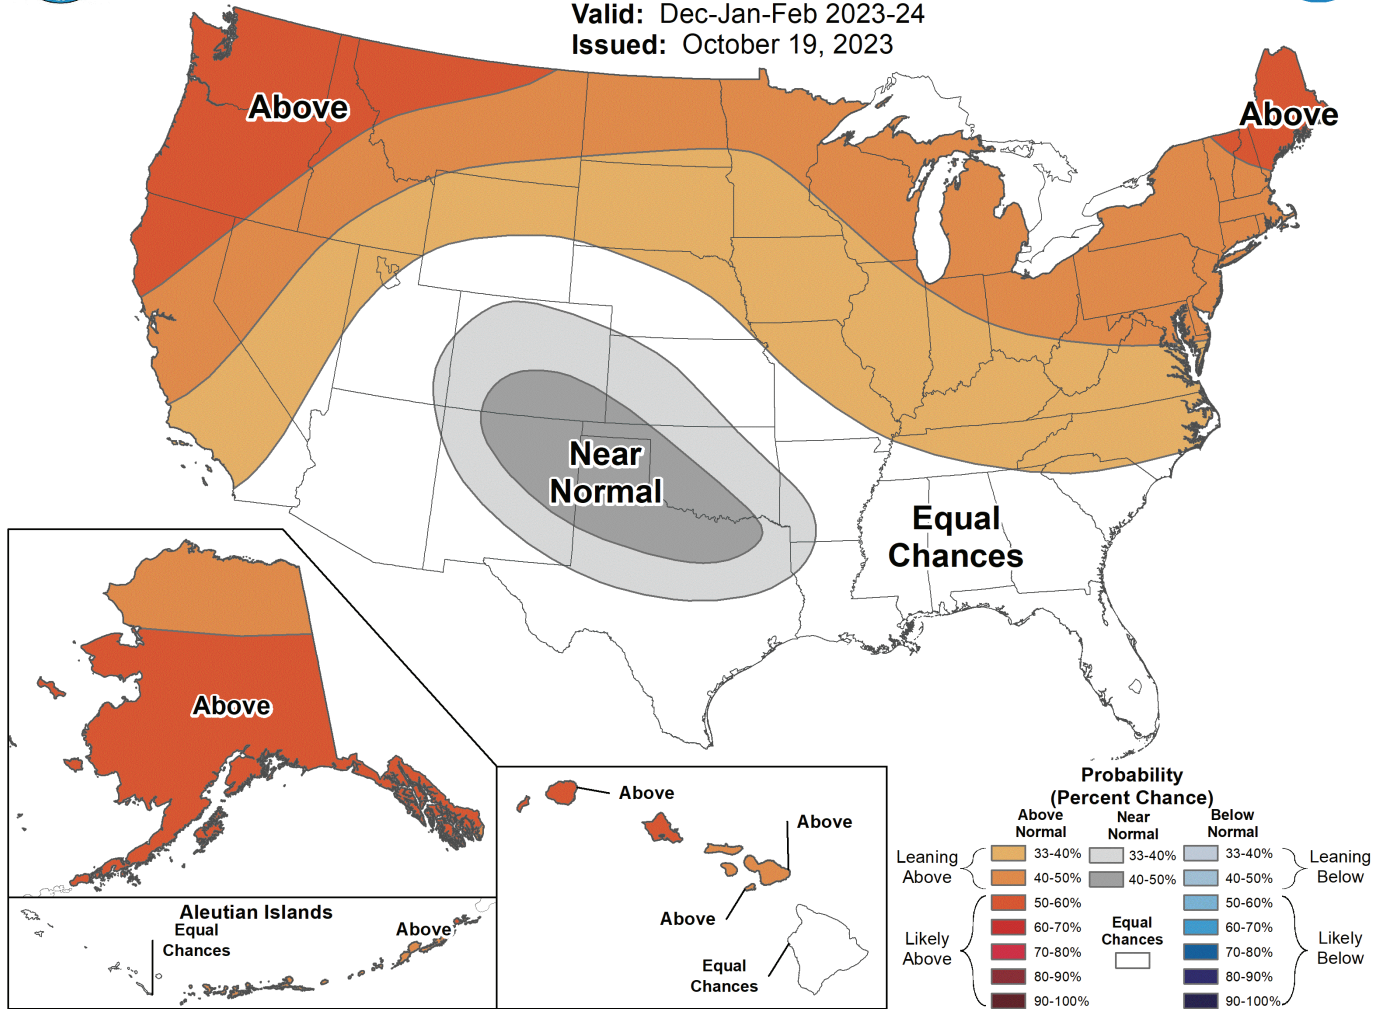 Valid: Dec-Jan-Feb 2023-24
Issued: October 19, 2023
Above
Above
Near
Normal
Equal
Chances
Above
Aleutian Islands
Equal
Chances
Above
Above
Above
Above
Equal
Chances
Probability
(Percent Chance)
Above
Normal
Near
Normal
Below
Normal
Leaning
Above
33-40%
40-50%
33-40%
40-50%
33-40%
40-50%
Leaning
Below
Likely
Above
50-60%
60-70%
70-80%
80-90%
90-100%
Equal
Chances
50-60%
60-70%
70-80%
80-90%
90-100%
Likely
Below